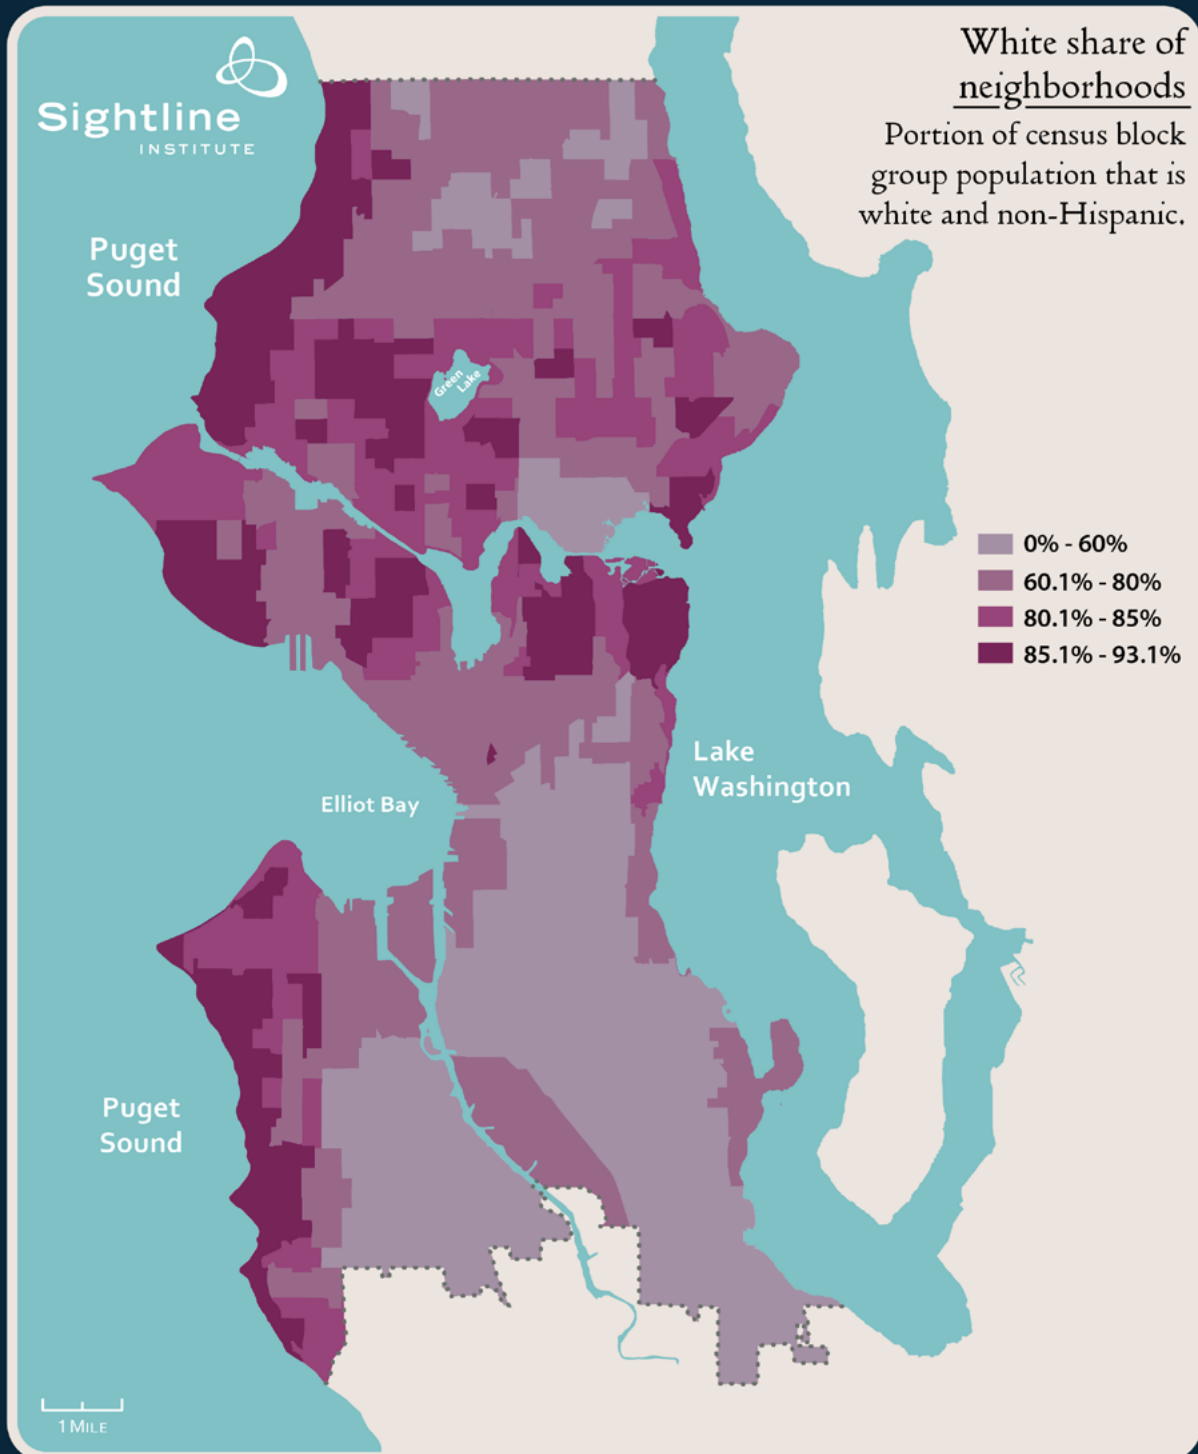 White share of
neighborhoods
Portion of census block
group population that is
white and non-Hispanic.
Sightline
INSTITUTE
Puget
Sound
Green
Lake
0% - 60%
60.1% - 80%
80.1% - 85%
85.1% - 93.1%
Lake
Washington
Elliot Bay
Puget
Sound
1 MILE